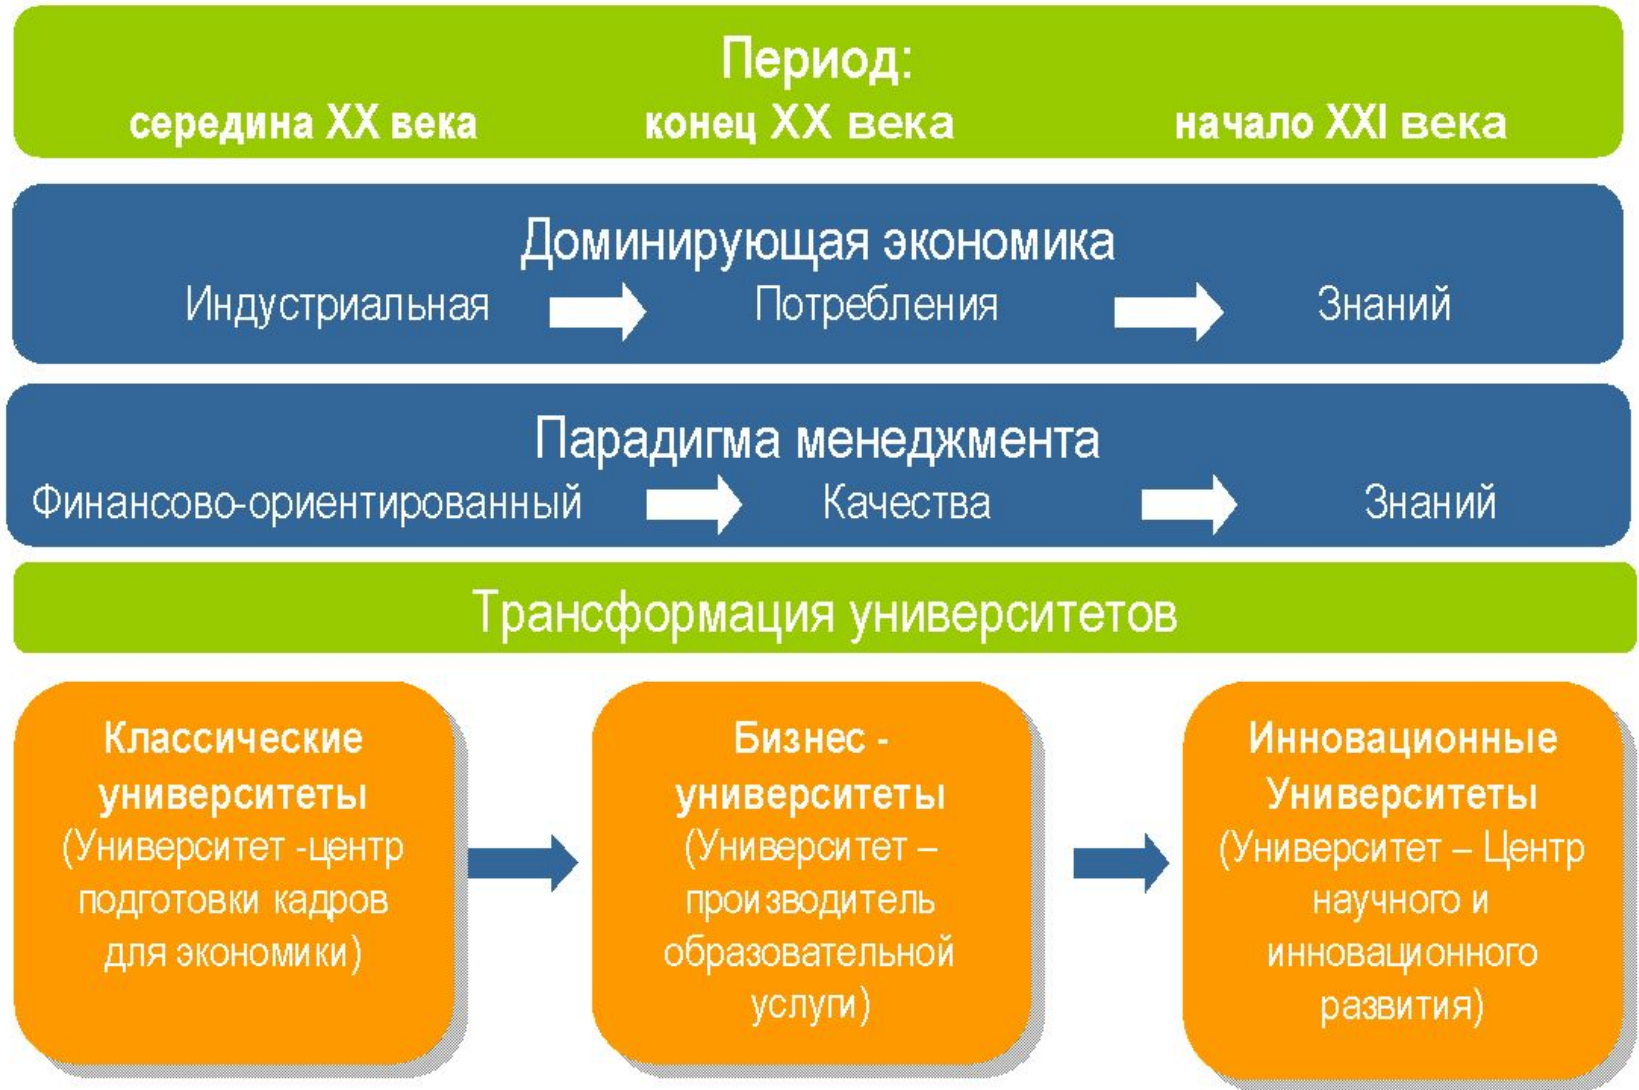 Период:
середина XX века конец XX века начало XXI века
Доминирующая экономика
Индустриальная Потребления Знаний
Парадигма менеджмента
Финансово-ориентированный Качества Знаний
Трансформация университетов
Классические
университеты
(Университет -центр
подготовки кадров
для экономики)
Бизнес -
университеты
(Университет –
производитель
образовательной
услуги)
Инновационные
Университеты
(Университет – Центр
научного и
инновационного
развития)